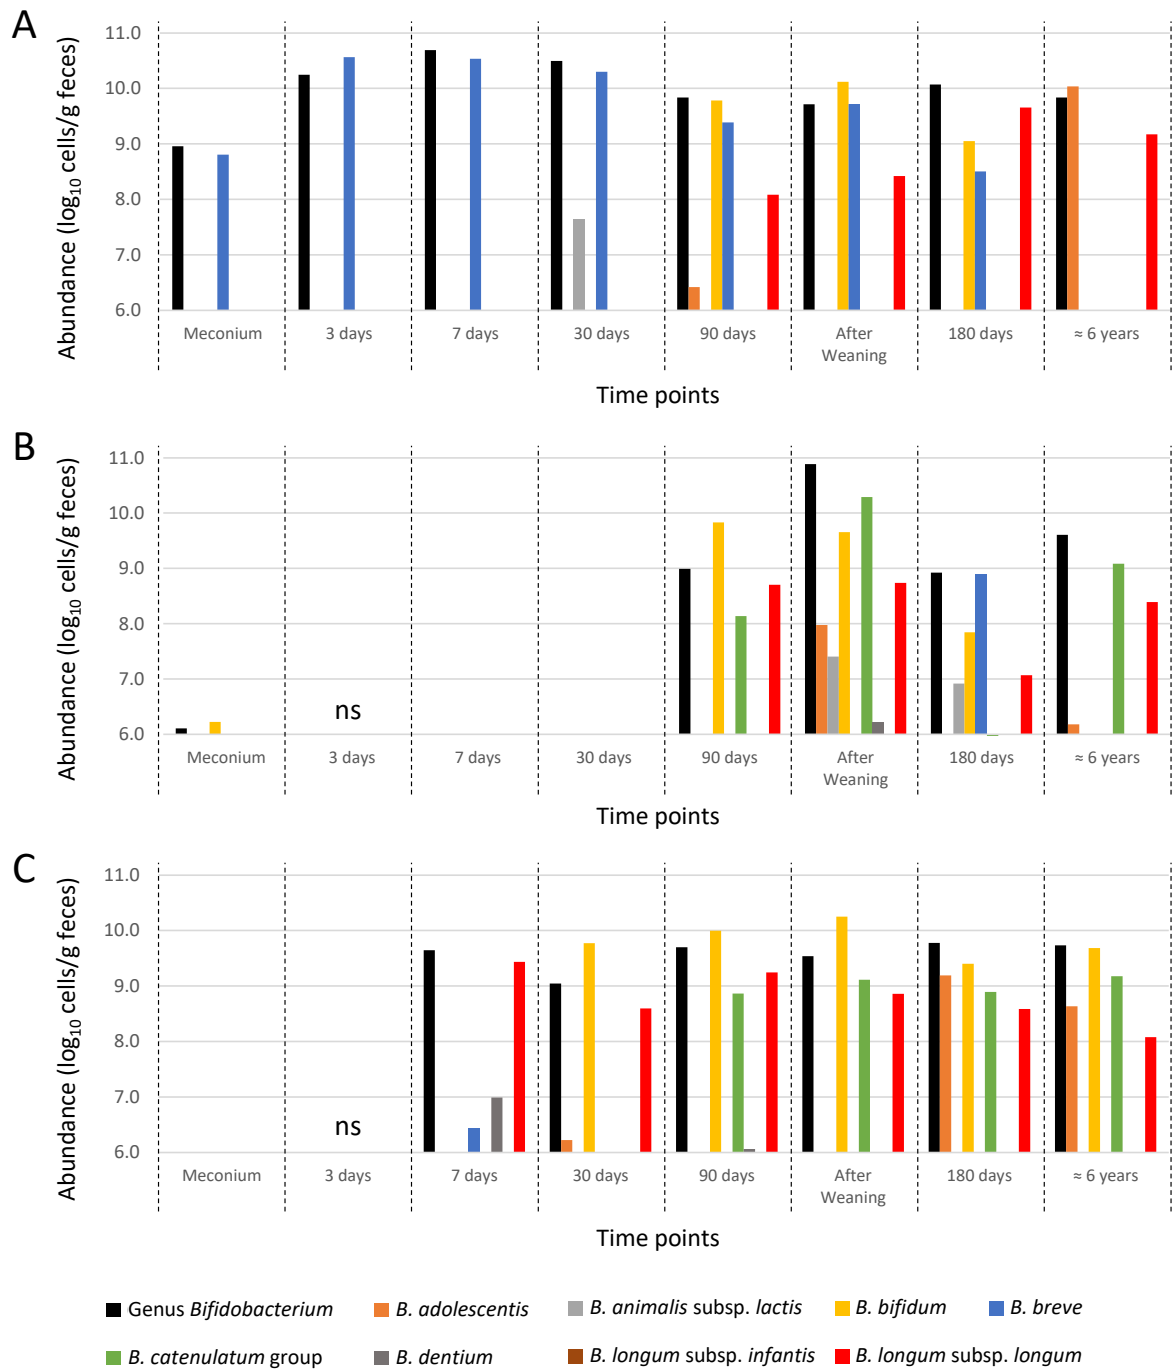 A
Abundance (log10 cells/g feces)
11.0
10.0
9.0
8.0
7.0
6.0
Meconium
3 days
7 days
30 days
90 days
After
Weaning
180 days
≈ 6 years
Time points
B
Abundance (log10 cells/g feces)
11.0
10.0
9.0
8.0
7.0
6.0
ns
Meconium
3 days
7 days
30 days
90 days
After
Weaning
180 days
≈ 6 years
Time points
C
Abundance (log10 cells/g feces)
11.0
10.0
9.0
8.0
7.0
6.0
ns
Meconium
3 days
7 days
30 days
90 days
After
Weaning
180 days
≈ 6 years
Time points
Genus Bifidobacterium
B. adolescentis
B. animalis subsp. lactis
B. bifidum
B. breve
B. catenulatum group
B. dentium
B. longum subsp. infantis
B. longum subsp. longum